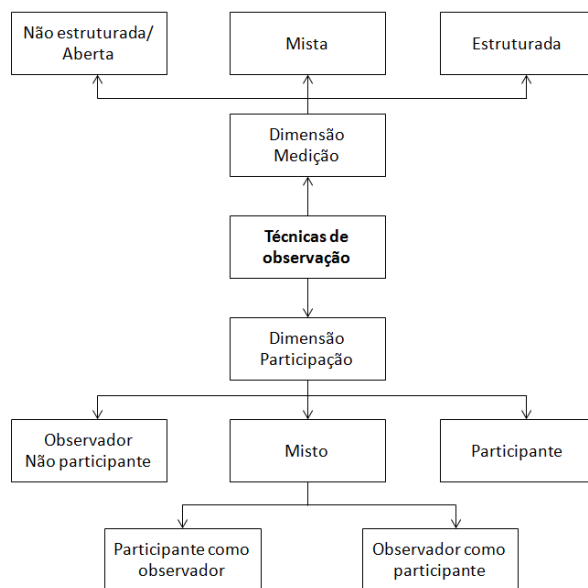 Não estruturada/
Aberta
Mista
Estruturada
Dimensão
Medição
Técnicas de
observação
Dimensão
Participação
Observador
Não participante
Misto
Participante
Participante como
observador
Observador como
participante